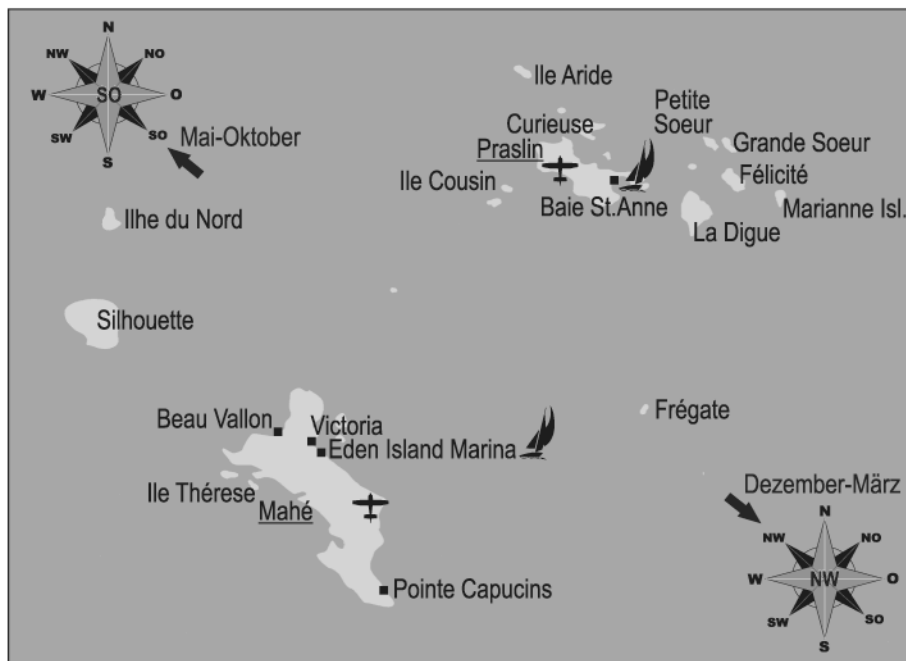 N
NW
NO
W
SO
O
SW
SO
S
Mai-Oktober
Ile Aride
Petite
Soeur
Curieuse
Praslin
Grande Soeur
Ile Cousin
Félicité
Baie St.Anne
Marianne Isl.
La Digue
Ilhe du Nord
Silhouette
Frégate
Beau Vallon
Victoria
Eden Island Marina
Ile Thérese
Mahé
Pointe Capucins
Dezember-März
N
NW
NO
W
NW
O
SW
SO
S